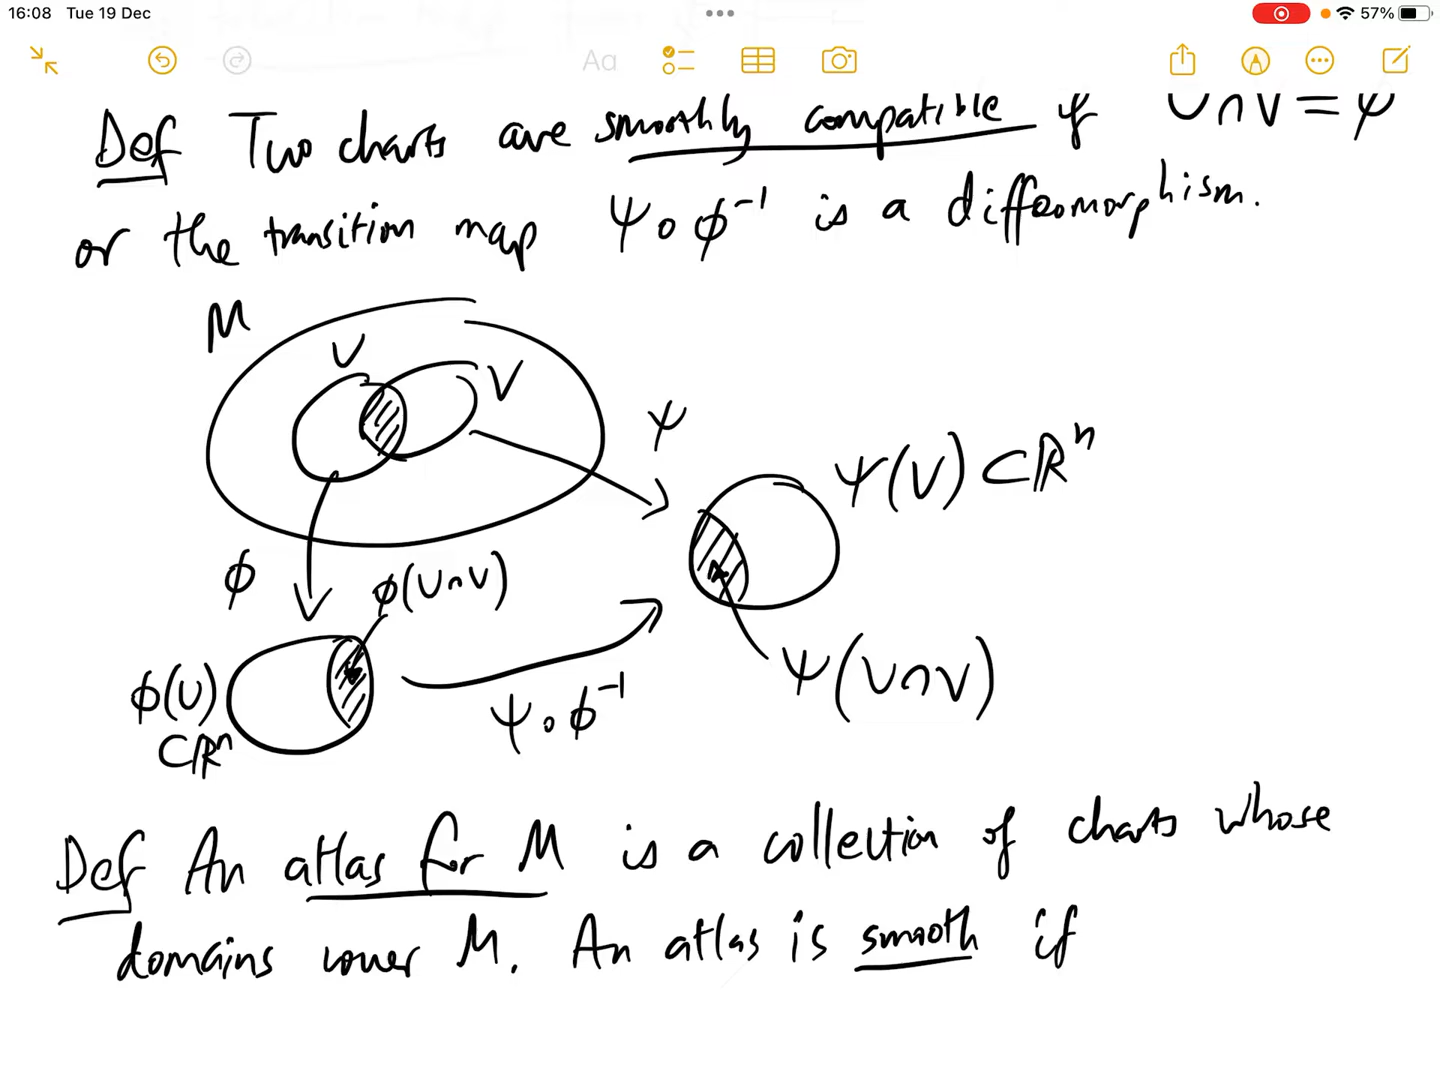 16:08 Tue 19 Dec
57%
Aa
Def Two charts are smoothly compatible if U∩V = ψ
or the transition map ψ∘ϕ⁻¹ is a diffeomorphism.
M
U
V
ψ
ψ(V) ⊂ ℝⁿ
ϕ
ϕ(U∩V)
ϕ(U)
⊂ℝⁿ
ψ∘ϕ⁻¹
ψ(U∩V)
Def An atlas for M is a collection of charts whose
domains cover M. An atlas is smooth if